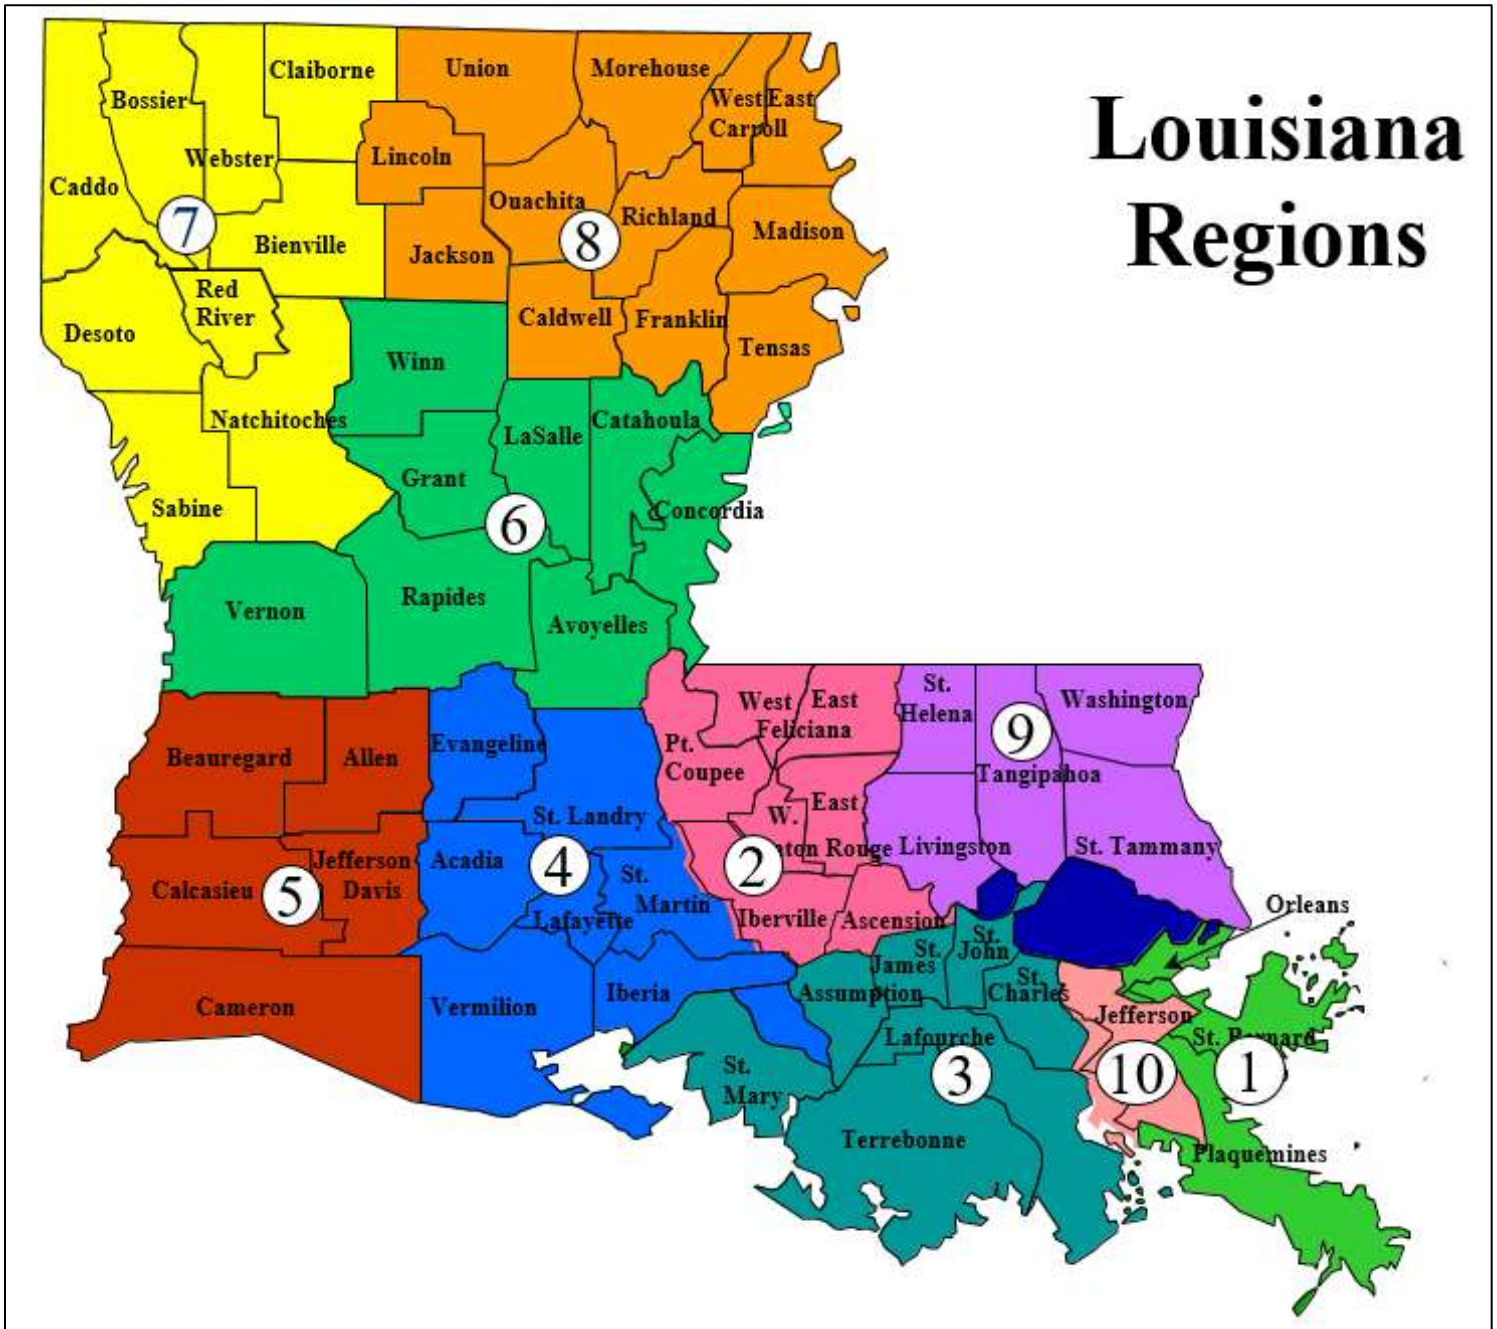 Louisiana
Regions
Claiborne
Union
Morehouse
Bossier
West
Carroll
East
Webster
Lincoln
Caddo
Ouachita
Richland
Madison
7
8
Bienville
Jackson
Red
River
Desoto
Caldwell
Franklin
Tensas
Winn
Natchitoches
LaSalle
Catahoula
Grant
Sabine
6
Concordia
Vernon
Rapides
Avoyelles
St.
Helena
Washington
West
East
Feliciana
9
Beauregard
Allen
Evangeline
Pt.
Coupee
Tangipahoa
W.
East
aton Rouge
St. Landry
Livingston
St. Tammany
Acadia
4
2
Jefferson
Davis
Calcasieu
5
St.
Martin
Lafayette
Iberville
Ascension
Orleans
St.
James
St.
John
St.
Charles
Assumption
Cameron
Vermilion
Iberia
Jefferson
Lafourche
St. Bernard
St.
Mary
3
10
1
Terrebonne
Plaquemines